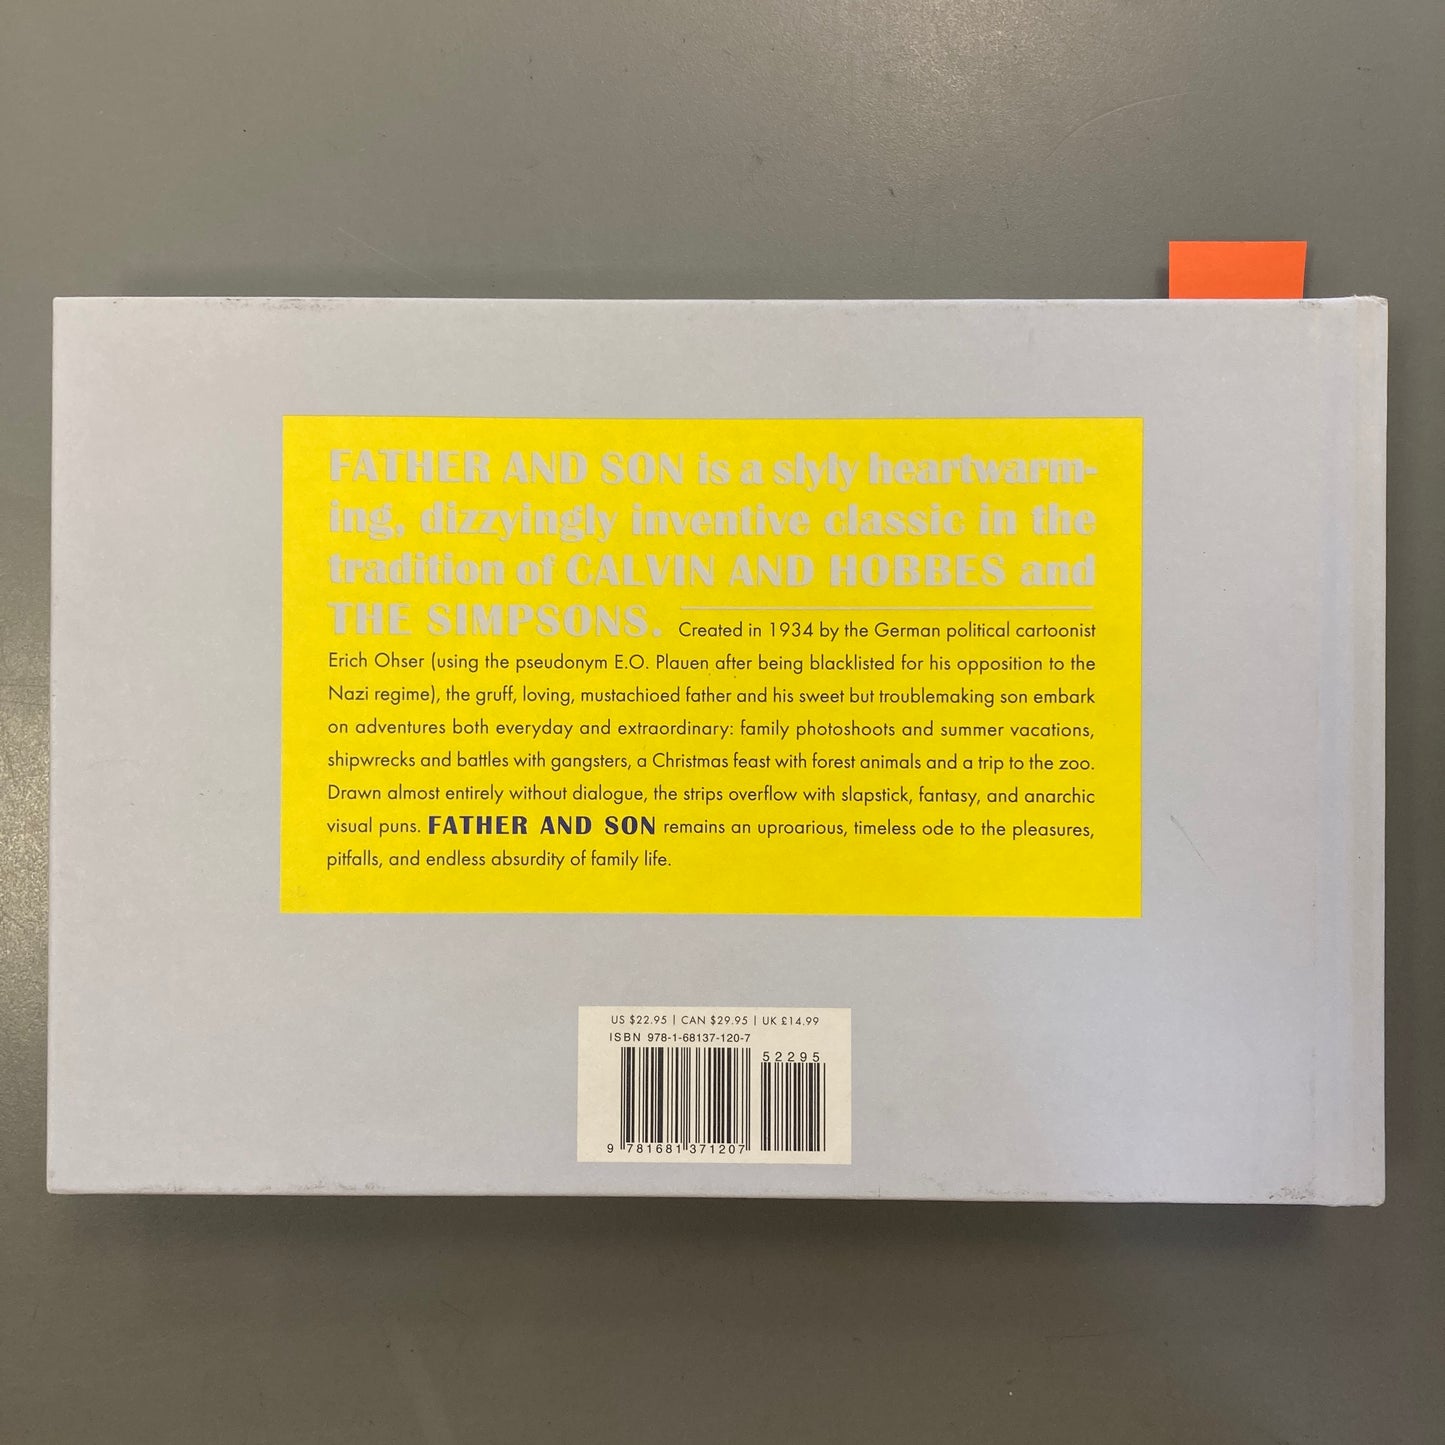 FATHER AND SON is a slyly heartwarm-
ing, dizzyingly inventive classic in the
tradition of CALVIN AND HOBBES and
THE SIMPSONS. Created in 1934 by the German political cartoonist
Erich Ohser (using the pseudonym E.O. Plauen after being blacklisted for his opposition to the
Nazi regime), the gruff, loving, mustachioed father and his sweet but troublemaking son embark
on adventures both everyday and extraordinary: family photoshoots and summer vacations,
shipwrecks and battles with gangsters, a Christmas feast with forest animals and a trip to the zoo.
Drawn almost entirely without dialogue, the strips overflow with slapstick, fantasy, and anarchic
visual puns. FATHER AND SON remains an uproarious, timeless ode to the pleasures,
pitfalls, and endless absurdity of family life.
US $22.95 | CAN $29.95 | UK £14.99
ISBN 978-1-68137-120-7
52295
9 781681 371207